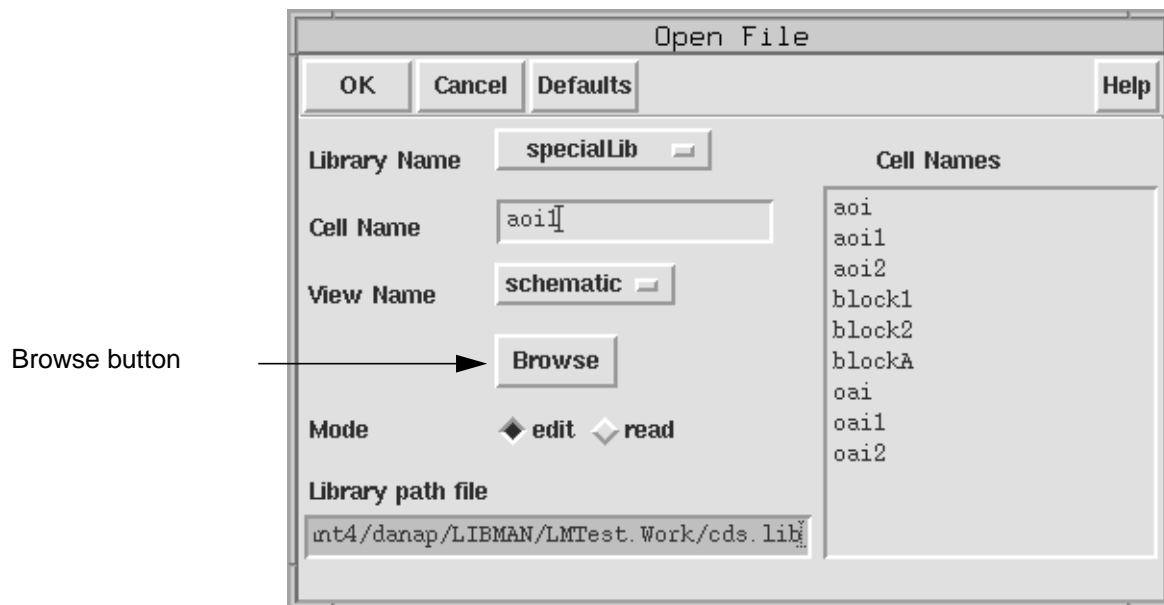 Open File
OK Cancel Defaults Help
Library Name specialLib Cell Names
Cell Name aoi1
View Name schematic
Browse button Browse
Mode edit read
Library path file
nt4/danap/LIBMAN/LMTest.Work/cds.lib
aoi
aoi1
aoi2
block1
block2
blockA
oai
oai1
oai2